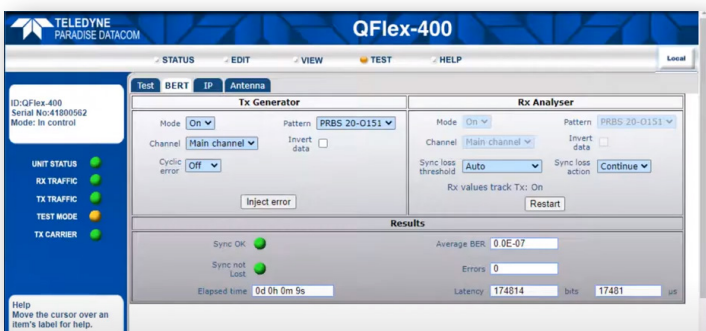 TELEDYNE
PARADISE DATACOM
QFlex-400
STATUS EDIT VIEW TEST HELP Local
Test BERT IP Antenna
ID:QFlex-400
Serial No:41800562
Mode: In control
UNIT STATUS
RX TRAFFIC
TX TRAFFIC
TEST MODE
TX CARRIER
Help
Move the cursor over an
item's label for help.
Tx Generator
Mode On Pattern PRBS 20-O151
Channel Main channel Invert data
Cyclic error Off
Inject error
Rx Analyser
Mode On Pattern PRBS 20-O151
Channel Main channel Invert data
Sync loss threshold Auto Sync loss action Continue
Rx values track Tx: On
Restart
Results
Sync OK Average BER 0.0E-07
Sync not Lost Errors 0
Elapsed time 0d 0h 0m 9s Latency 174814 bits 17481 µs